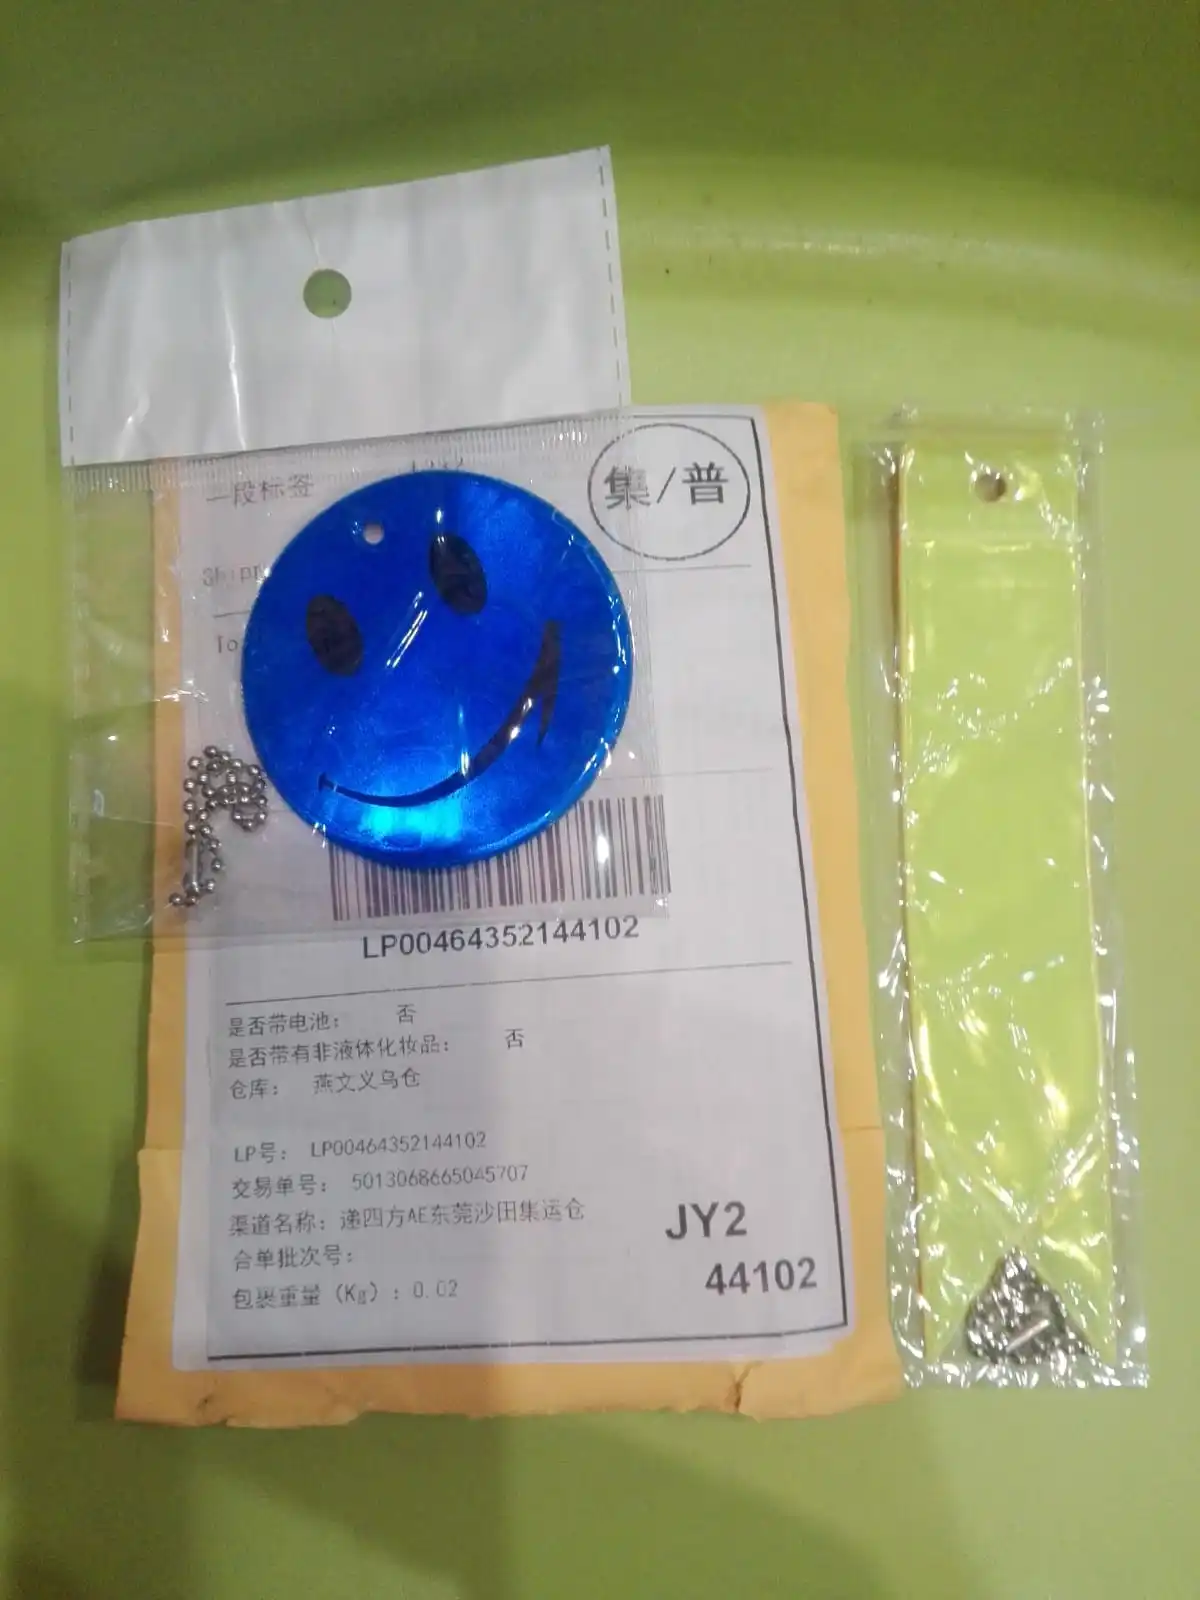 一段标签
集/普
Shipp
To
LP00464352144102
是否带电池： 否
是否带有非液体化妆品： 否
仓库： 燕文义乌仓
LP号： LP00464352144102
交易单号： 5013068665045707
渠道名称：递四方AE东莞沙田集运仓
合单批次号：
包裹重量（Kg）：0.02
JY2
44102